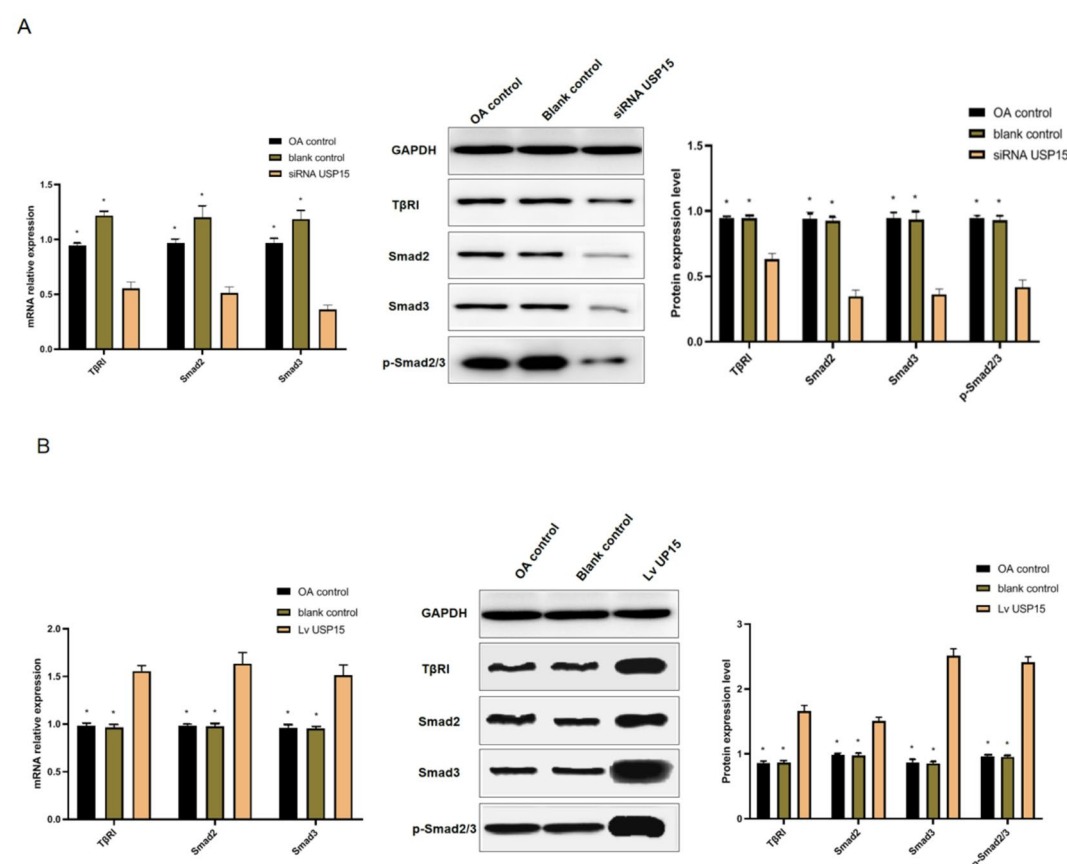 A
OA control
blank control
siRNA USP15
mRNA relative expression
1.5
1.0
0.5
0.0
TβRI
Smad2
Smad3
OA control
Blank control
siRNA USP15
GAPDH
TβRI
Smad2
Smad3
p-Smad2/3
OA control
blank control
siRNA USP15
Protein expression level
1.5
1.0
0.5
0.0
* * * * * *
* * * * * * * *
TβRI
Smad2
Smad3
p-Smad2/3
B
OA control
blank control
Lv USP15
mRNA relative expression
2.0
1.5
1.0
0.5
0.0
* * * * * *
TβRI
Smad2
Smad3
OA control
Blank control
Lv UP15
GAPDH
TβRI
Smad2
Smad3
p-Smad2/3
OA control
blank control
Lv USP15
Protein expression level
3
2
1
0
* * * * * * * *
TβRI
Smad2
Smad3
p-Smad2/3